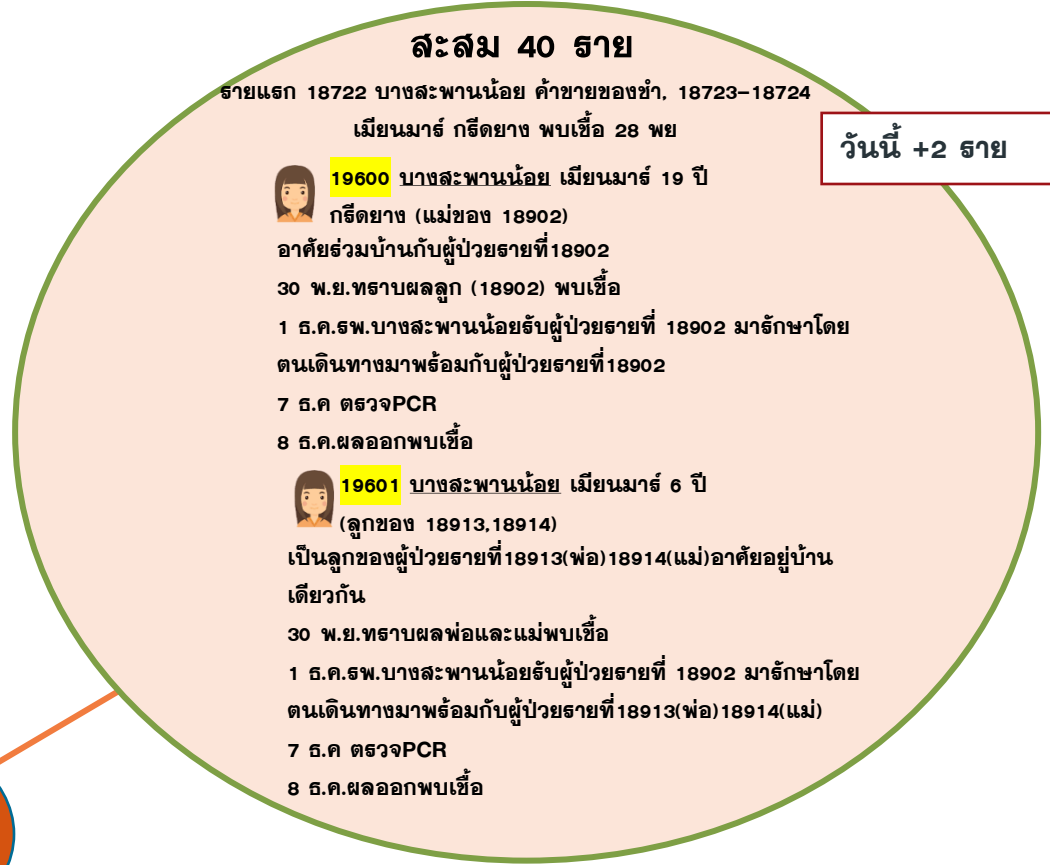 สะสม 40 ราย
รายแรก 18722 บางสะพานน้อย ค้าขายของชำ, 18723–18724
เมียนมาร์ กรีดยาง พบเชื้อ 28 พย
วันนี้ +2 ราย
19600 บางสะพานน้อย เมียนมาร์ 19 ปี
กรีดยาง (แม่ของ 18902)
อาศัยร่วมบ้านกับผู้ป่วยรายที่18902
30 พ.ย.ทราบผลลูก (18902) พบเชื้อ
1 ธ.ค.รพ.บางสะพานน้อยรับผู้ป่วยรายที่ 18902 มารักษาโดย
ตนเดินทางมาพร้อมกับผู้ป่วยรายที่18902
7 ธ.ค ตรวจPCR
8 ธ.ค.ผลออกพบเชื้อ
19601 บางสะพานน้อย เมียนมาร์ 6 ปี
(ลูกของ 18913,18914)
เป็นลูกของผู้ป่วยรายที่18913(พ่อ)18914(แม่)อาศัยอยู่บ้าน
เดียวกัน
30 พ.ย.ทราบผลพ่อและแม่พบเชื้อ
1 ธ.ค.รพ.บางสะพานน้อยรับผู้ป่วยรายที่ 18902 มารักษาโดย
ตนเดินทางมาพร้อมกับผู้ป่วยรายที่18913(พ่อ)18914(แม่)
7 ธ.ค ตรวจPCR
8 ธ.ค.ผลออกพบเชื้อ